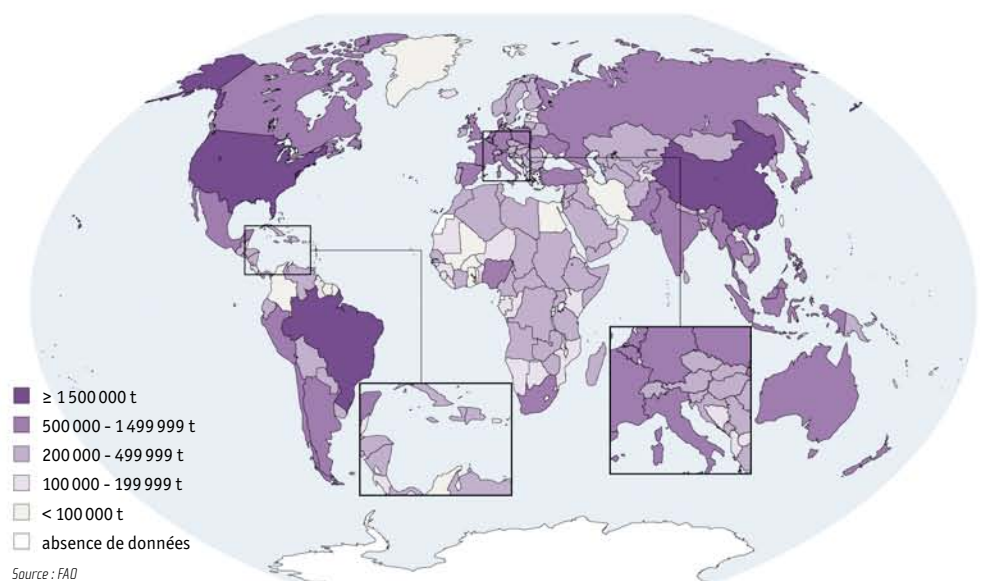 ≥ 1 500 000 t
500 000 - 1 499 999 t
200 000 - 499 999 t
100 000 - 199 999 t
< 100 000 t
absence de données
Source : FAO